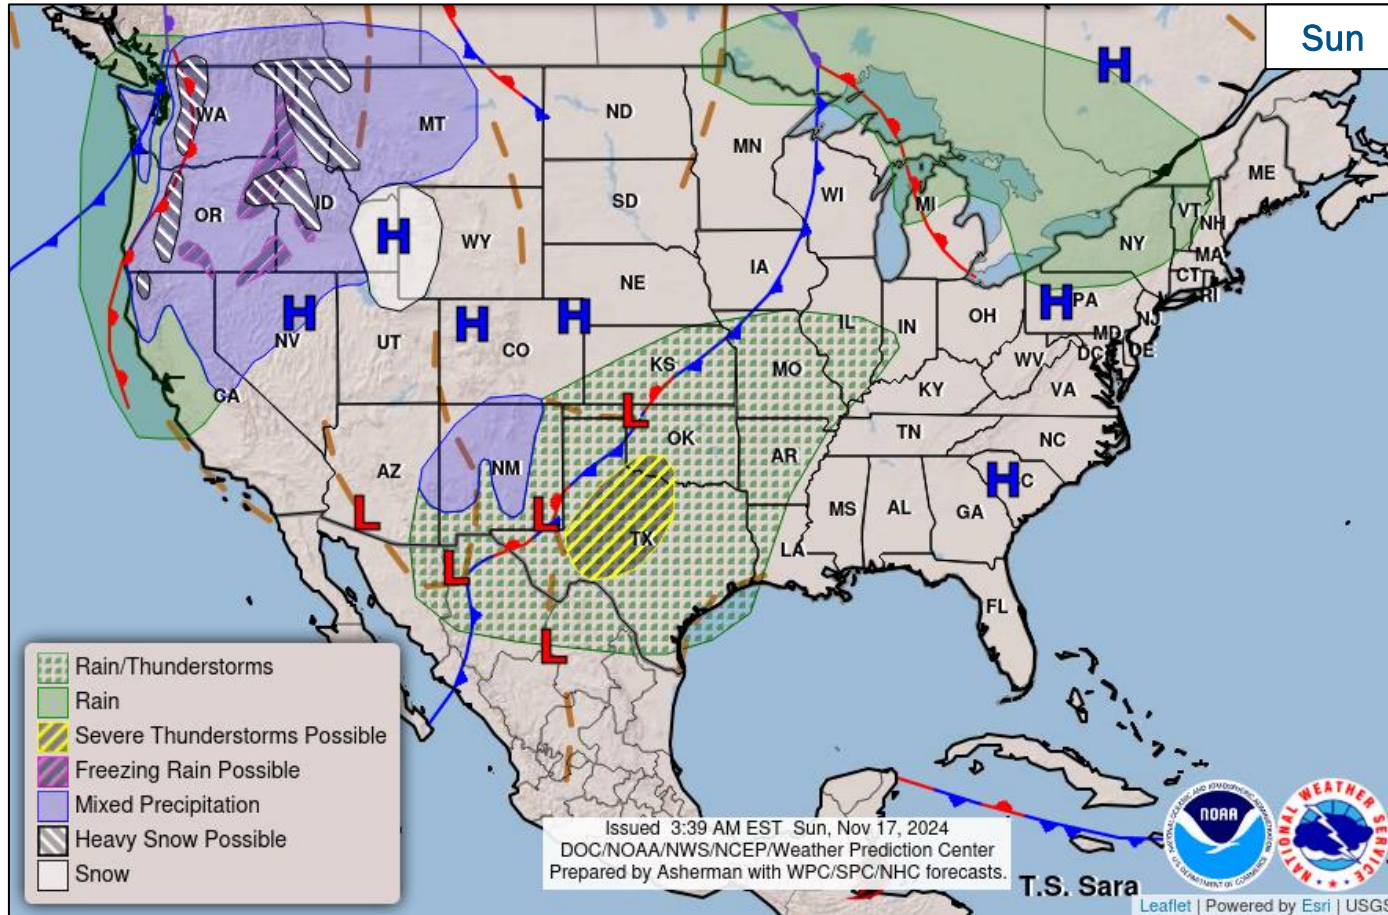 Sun
H
WA
MT
ND
MN
ME
OR
ID
H
WY
SD
WI
MI
VT
NH
NY
MA
CT
RI
H
NV
UT
H
CO
H
NE
IA
IL
IN
OH
H
PA
NJ
MD
DE
DC
WV
VA
CA
KS
MO
KY
L
OK
AR
TN
NC
AZ
NM
L
L
TX
MS
AL
GA
H
SC
LA
L
L
FL
Rain/Thunderstorms
Rain
Severe Thunderstorms Possible
Freezing Rain Possible
Mixed Precipitation
Heavy Snow Possible
Snow
Issued 3:39 AM EST Sun, Nov 17, 2024
DOC/NOAA/NWS/NCEP/Weather Prediction Center
Prepared by Asherman with WPC/SPC/NHC forecasts.
T.S. Sara
NOAA
NATIONAL WEATHER SERVICE
Leaflet | Powered by Esri | USGS